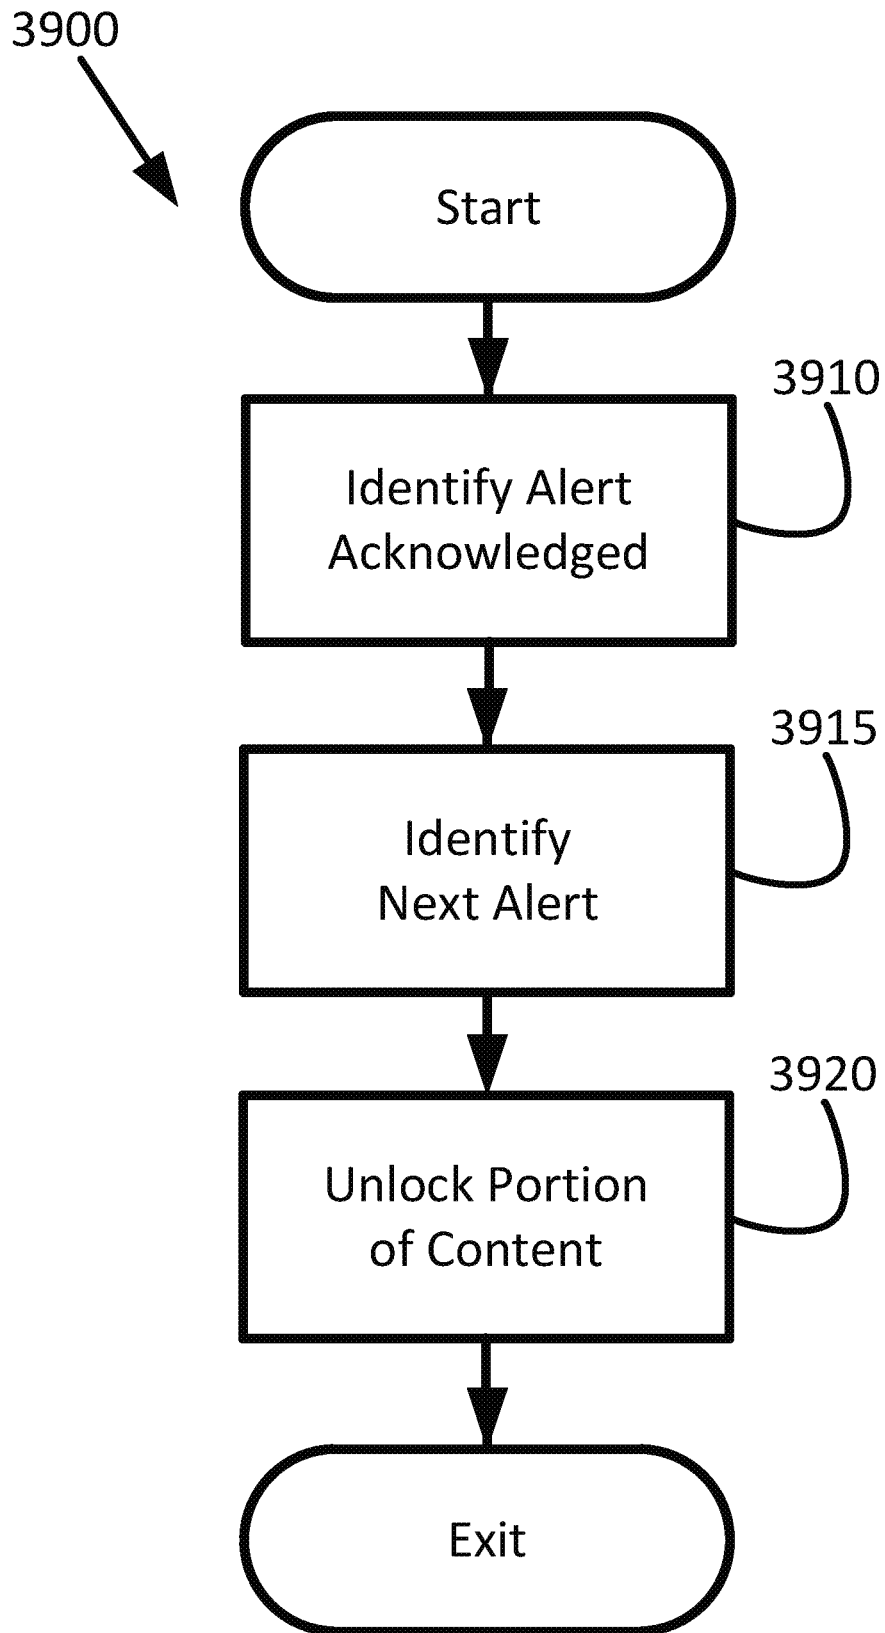 3900
Start
3910
Identify Alert
Acknowledged
3915
Identify
Next Alert
3920
Unlock Portion
of Content
Exit